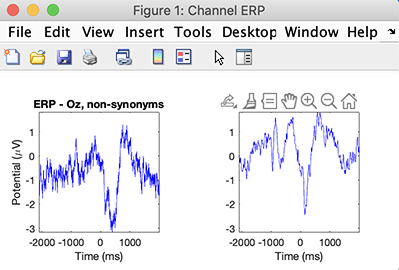 Figure 1: Channel ERP
File Edit View Insert Tools Desktop Window Help
ERP - Oz, non-synonyms
Potential (μV)
1
0
-1
-2
-3
-2000 -1000 0 1000
Time (ms)
1
0
-1
-2
-3
-2000 -1000 0 1000
Time (ms)